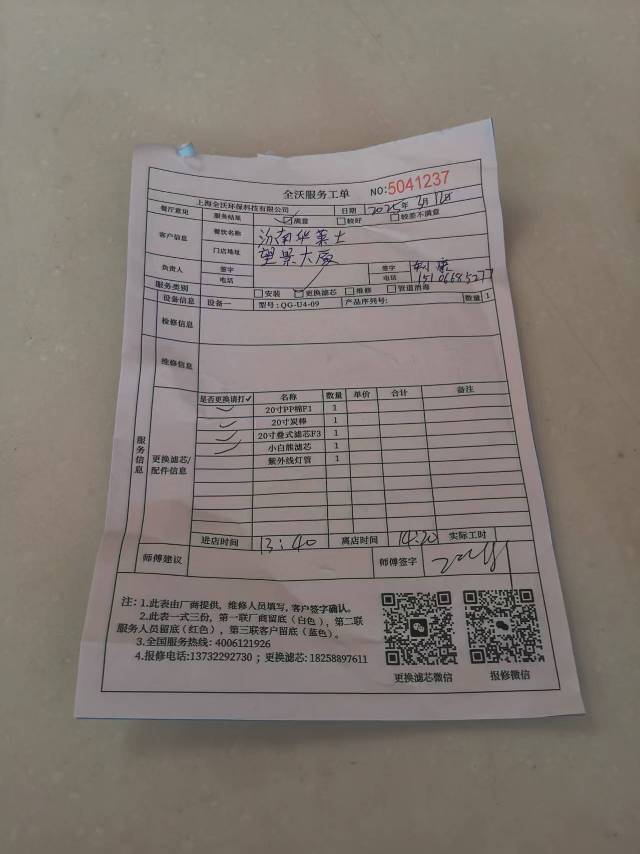 全沃服务工单 NO:5041237
上海全沃环保科技有限公司 日期 2025年
餐厅意见 服务结果 ☑满意 □较好 □较差不满意
客户信息 餐饮名称 济南华莱士
门店地址 望景大厦
负责人 签字 签字
电话 电话 15106685277
服务类别 □安装 ☑更换滤芯 □维修 □管道消毒
设备信息 设备一 型号:QG-U4-09 产品序列号: 数量 1
检修信息
维修信息
服务信息
更换滤芯/配件信息
是否更换请打✓ 名称 数量 单价 合计 备注
✓ 20寸PP棉F1 1
✓ 20寸炭棒 1
✓ 20寸叠式滤芯F3 1
✓ 小白熊滤芯 1
紫外线灯管 1
进店时间 13:40 离店时间 14:20 实际工时
师傅建议 师傅签字
注:1.此表由厂商提供,维修人员填写,客户签字确认。
2.此表一式三份,第一联厂商留底(白色),第二联
服务人员留底(红色),第三联客户留底(蓝色)。
3.全国服务热线:4006121926
4.报修电话:13732292730;更换滤芯:18258897611
更换滤芯微信 报修微信